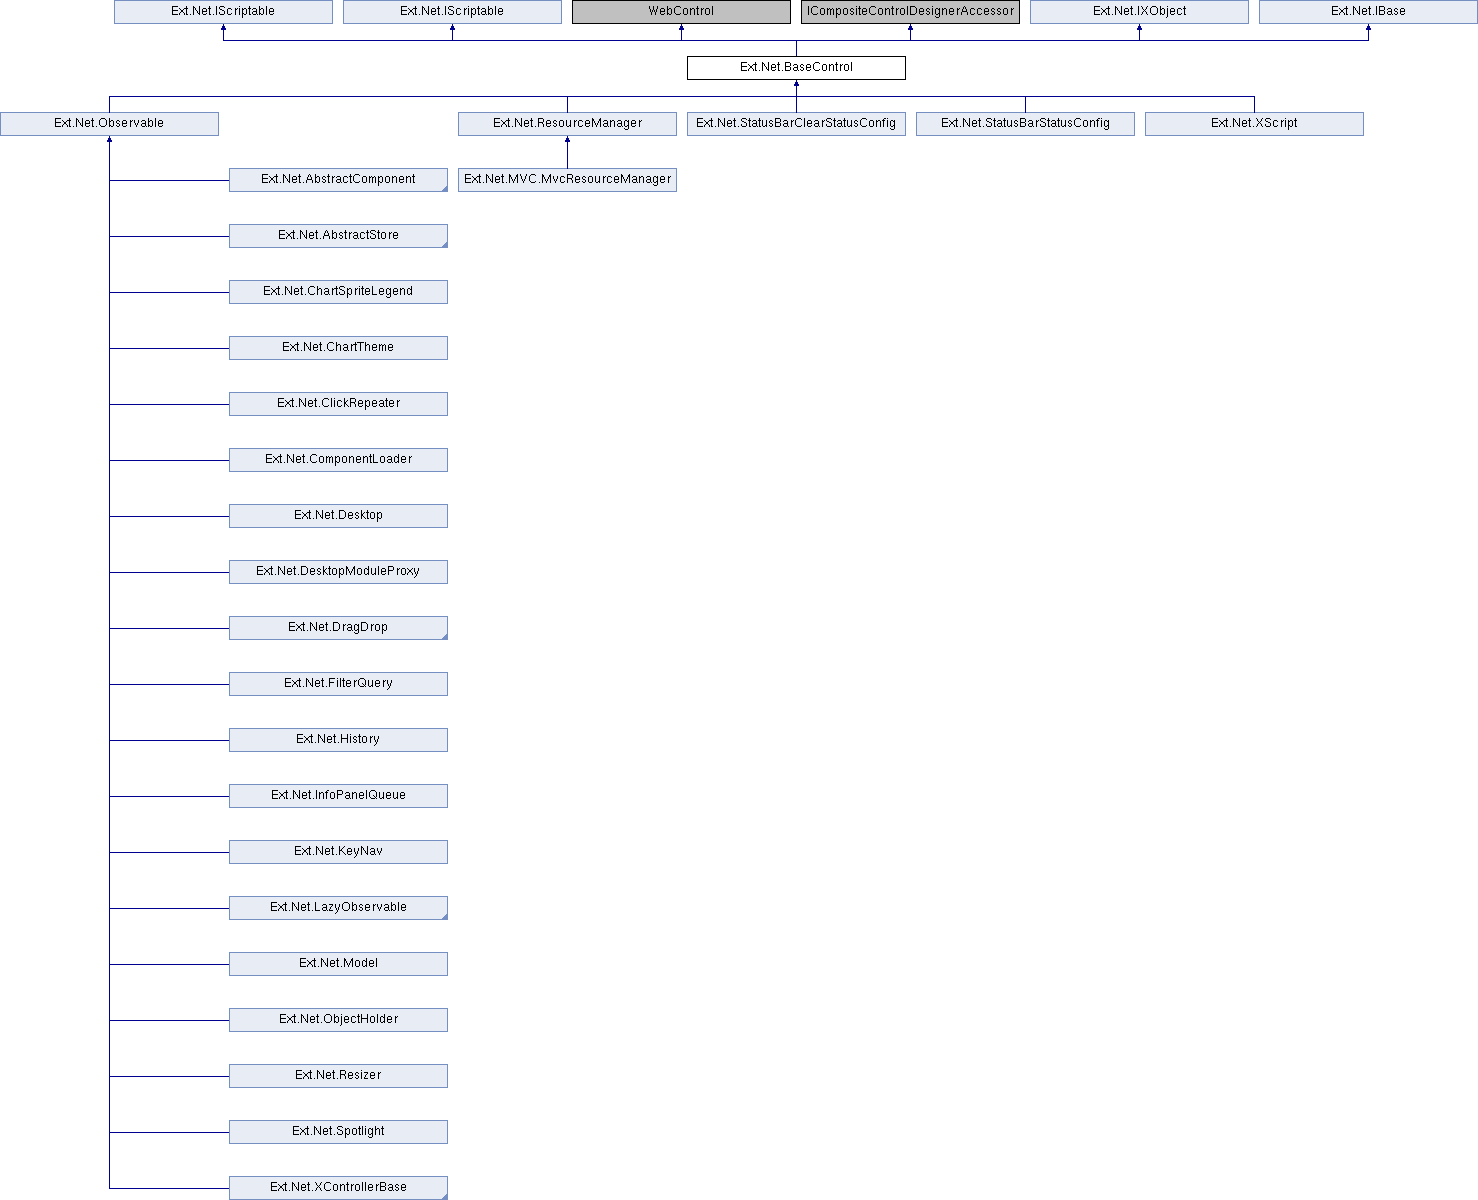 Ext.Net.IScriptable
Ext.Net.IScriptable
WebControl
ICompositeControlDesignerAccessor
Ext.Net.IXObject
Ext.Net.IBase
Ext.Net.BaseControl
Ext.Net.Observable
Ext.Net.ResourceManager
Ext.Net.StatusBarClearStatusConfig
Ext.Net.StatusBarStatusConfig
Ext.Net.XScript
Ext.Net.AbstractComponent
Ext.Net.MVC.MvcResourceManager
Ext.Net.AbstractStore
Ext.Net.ChartSpriteLegend
Ext.Net.ChartTheme
Ext.Net.ClickRepeater
Ext.Net.ComponentLoader
Ext.Net.Desktop
Ext.Net.DesktopModuleProxy
Ext.Net.DragDrop
Ext.Net.FilterQuery
Ext.Net.History
Ext.Net.InfoPanelQueue
Ext.Net.KeyNav
Ext.Net.LazyObservable
Ext.Net.Model
Ext.Net.ObjectHolder
Ext.Net.Resizer
Ext.Net.Spotlight
Ext.Net.XControllerBase